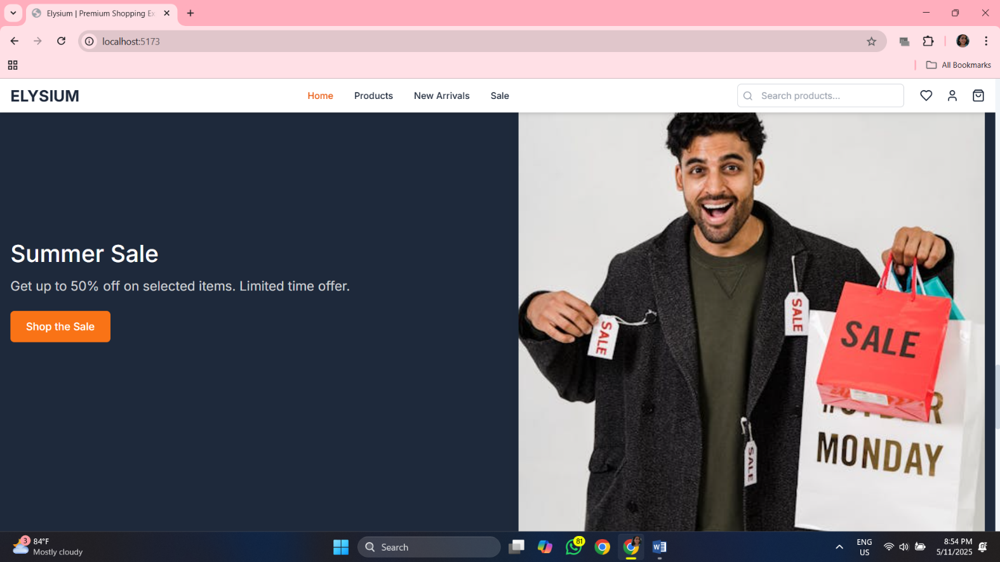 Elysium | Premium Shopping Ex
localhost:5173
All Bookmarks
ELYSIUM
Home
Products
New Arrivals
Sale
Search products...
Summer Sale
Get up to 50% off on selected items. Limited time offer.
Shop the Sale
SALE
SALE
SALE
SALE
MONDAY
3
84°F
Mostly cloudy
Search
81
ENG
US
8:54 PM
5/11/2025